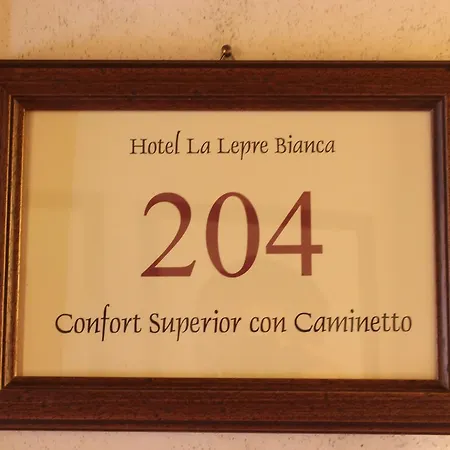 Hotel La Lepre Bianca
204
Confort Superior con Caminetto